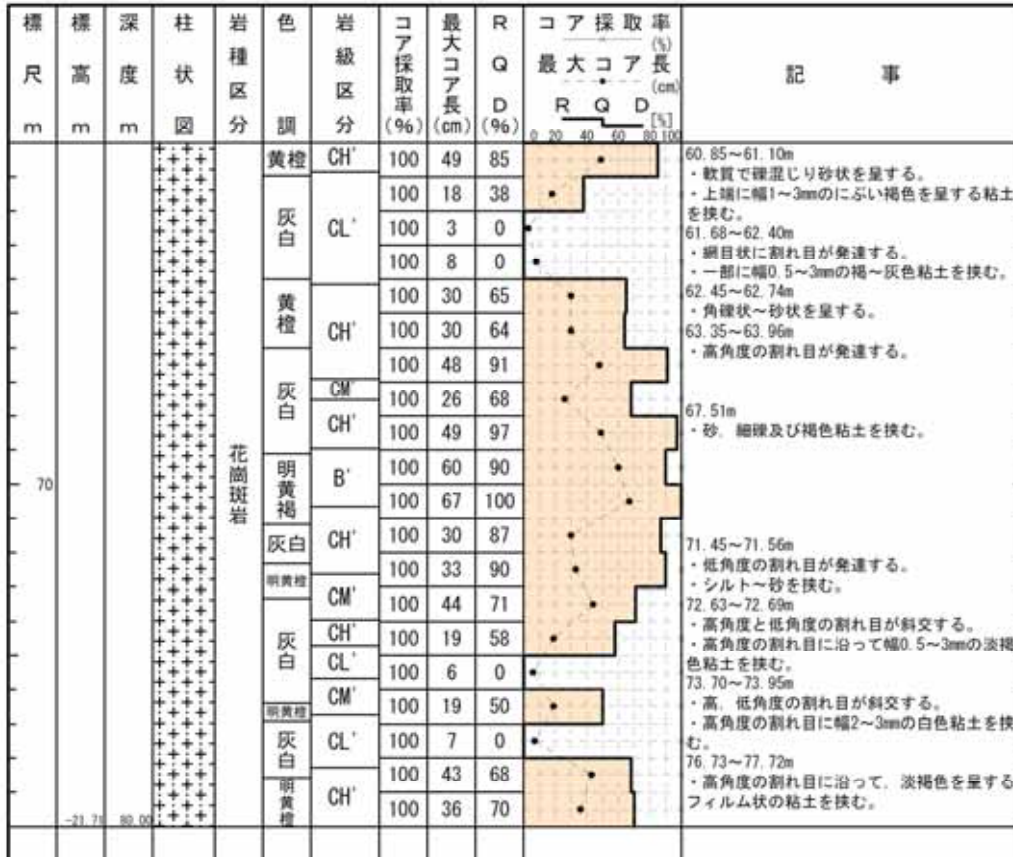 標尺 m
標高 m
深度 m
柱状図
岩種区分
色調
岩級区分
コア採取率(%)
最大コア長(cm)
RQD(%)
コア採取率
(%)
最大コア長
(cm)
R Q D
[%]
0 20 40 60 80 100
70
-21.71 80.00
花崗斑岩
黄橙
灰白
黄橙
灰白
明黄褐
灰白
明黄橙
灰白
明黄橙
灰白
明黄橙
CH'
CL'
CH'
CM'
CH'
B'
CH'
CM'
CH'
CL'
CM'
CL'
CH'
100 49 85
100 18 38
100 3 0
100 8 0
100 30 65
100 30 64
100 48 91
100 26 68
100 49 97
100 60 90
100 67 100
100 30 87
100 33 90
100 44 71
100 19 58
100 6 0
100 19 50
100 7 0
100 43 68
100 36 70
記事
60.85～61.10m
・軟質で礫混じり砂状を呈する。
・上端に幅1～3mmのにぶい褐色を呈する粘土
を挟む。
61.68～62.40m
・網目状に割れ目が発達する。
・一部に幅0.5～3mmの褐～灰色粘土を挟む。
62.45～62.74m
・角礫状～砂状を呈する。
63.35～63.96m
・高角度の割れ目が発達する。
67.51m
・砂，細礫及び褐色粘土を挟む。
71.45～71.56m
・低角度の割れ目が発達する。
・シルト～砂を挟む。
72.63～72.69m
・高角度と低角度の割れ目が斜交する。
・高角度の割れ目に沿って幅0.5～3mmの淡褐
色粘土を挟む。
73.70～73.95m
・高，低角度の割れ目が斜交する。
・高角度の割れ目に幅2～3mmの白色粘土を挟
む。
76.73～77.72m
・高角度の割れ目に沿って，淡褐色を呈する
フィルム状の粘土を挟む。